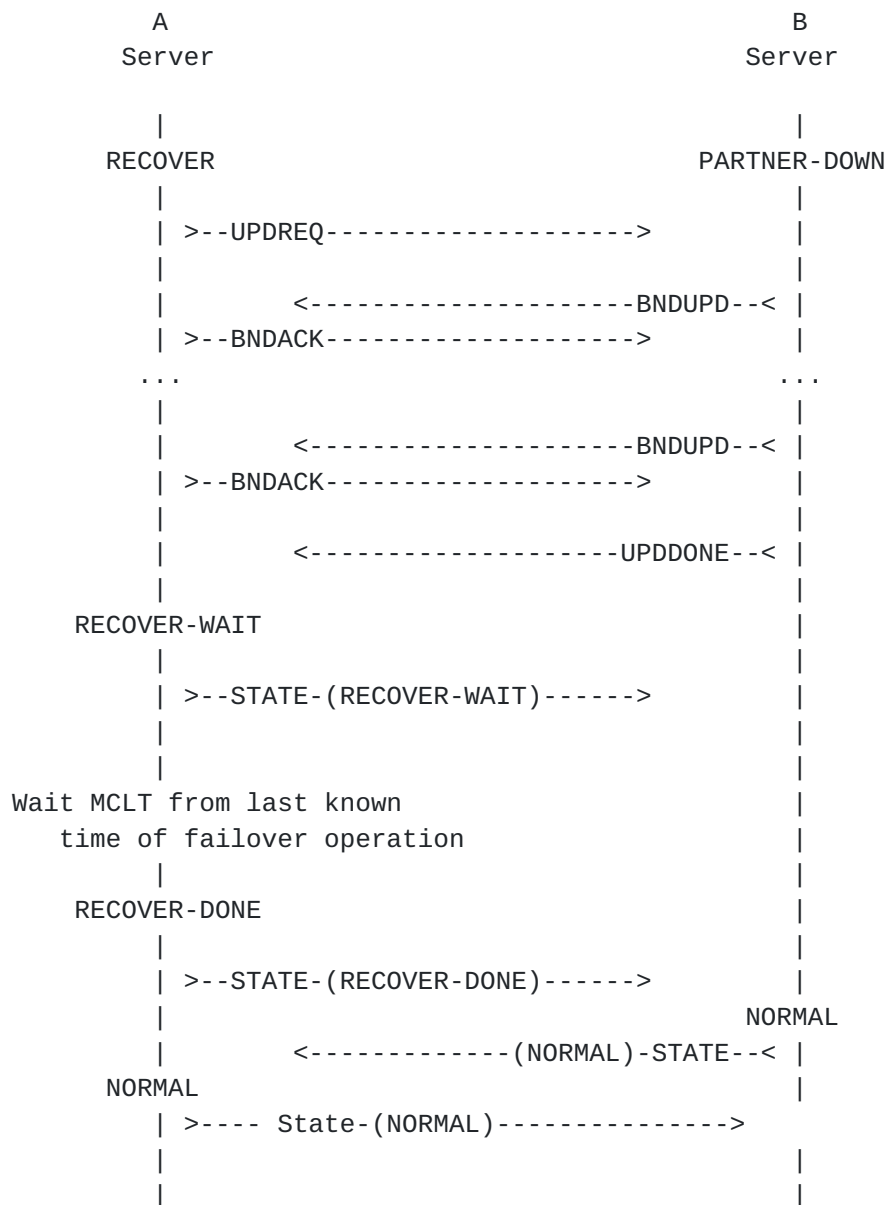 A                                        B
       Server                                  Server

         |                                        |
      RECOVER                               PARTNER-DOWN
         |                                        |
         | >--UPDREQ-------------------->         |
         |                                        |
         |        <---------------------BNDUPD--< |
         | >--BNDACK-------------------->         |
        ...                                      ...
         |                                        |
         |        <---------------------BNDUPD--< |
         | >--BNDACK-------------------->         |
         |                                        |
         |        <--------------------UPDDONE--< |
         |                                        |
    RECOVER-WAIT                                  |
         |                                        |
         | >--STATE-(RECOVER-WAIT)------>         |
         |                                        |
         |                                        |
Wait MCLT from last known                         |
   time of failover operation                     |
         |                                        |
    RECOVER-DONE                                  |
         |                                        |
         | >--STATE-(RECOVER-DONE)------>         |
         |                                     NORMAL
         |        <-------------(NORMAL)-STATE--< |
      NORMAL                                      |
         | >---- State-(NORMAL)--------------->
         |                                        |
         |                                        |